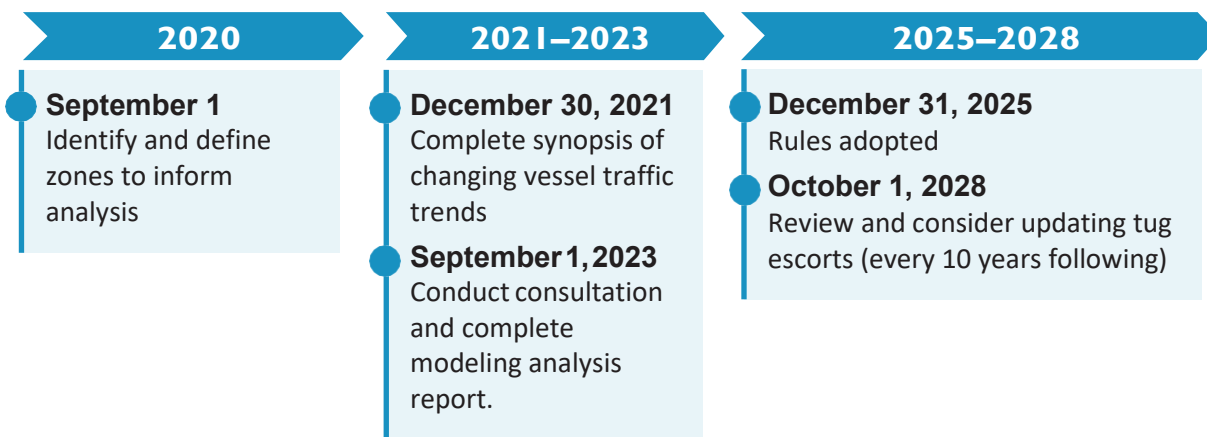 2020
September 1
Identify and define
zones to inform
analysis
2021–2023
December 30, 2021
Complete synopsis of
changing vessel traffic
trends
September 1, 2023
Conduct consultation
and complete
modeling analysis
report.
2025–2028
December 31, 2025
Rules adopted
October 1, 2028
Review and consider updating tug
escorts (every 10 years following)